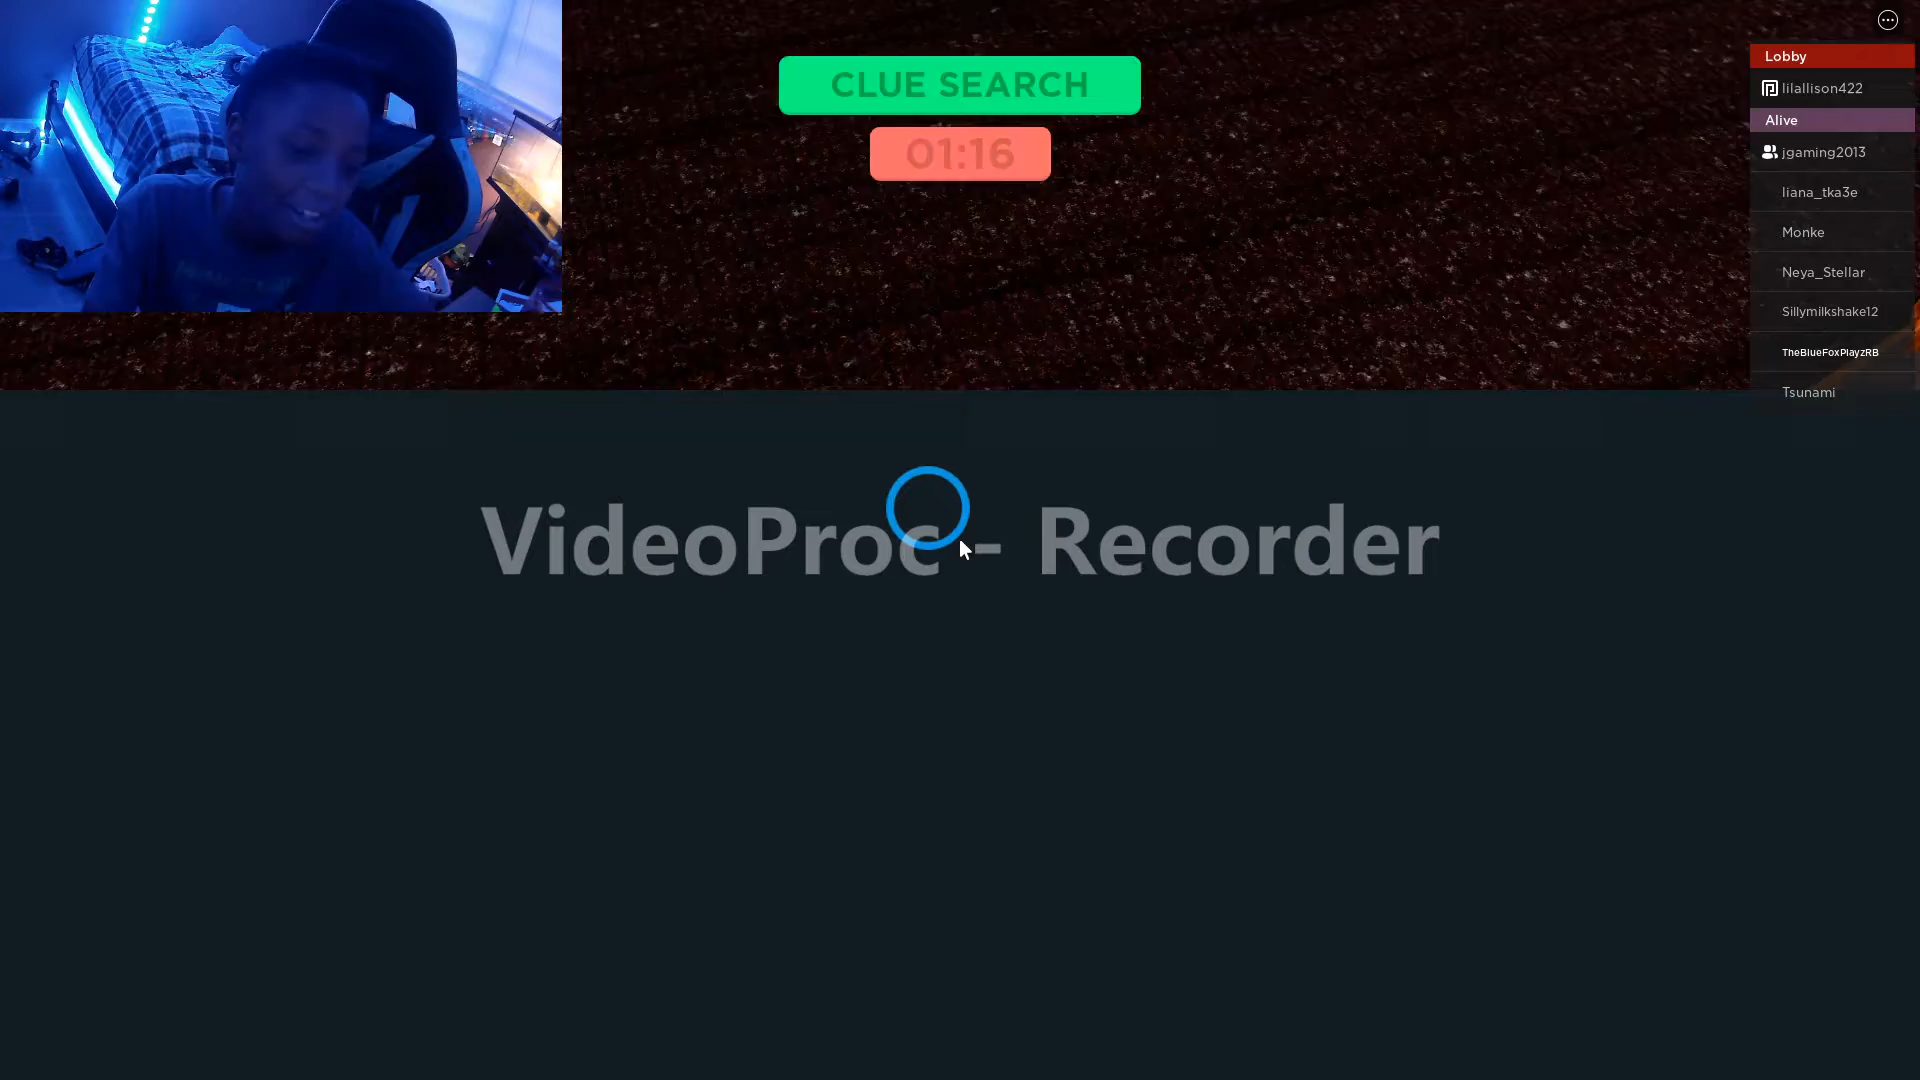 CLUE SEARCH
01:16
Lobby
lilallison422
Alive
jgaming2013
liana_tka3e
Monke
Neya_Stellar
Sillymilkshake12
TheBlueFoxPlayzRB
Tsunami
VideoProc - Recorder